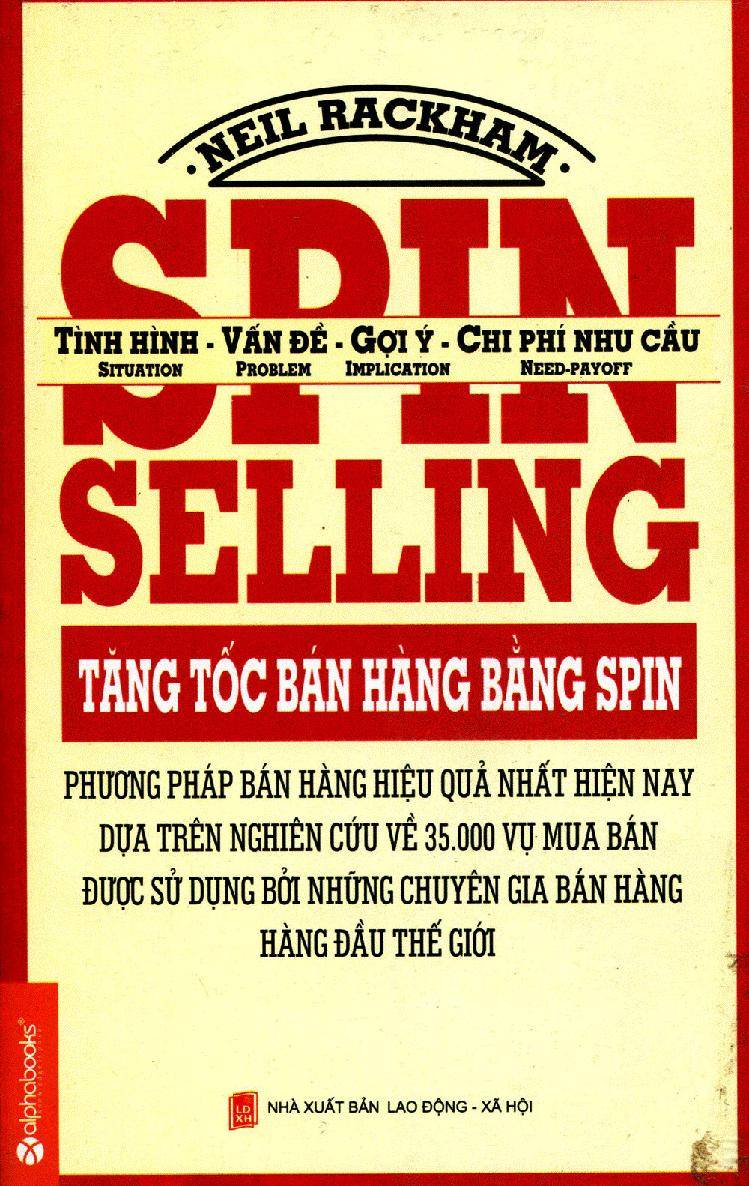 · NEIL RACKHAM ·
SPIN
TÌNH HÌNH - VẤN ĐỀ - GỢI Ý - CHI PHÍ NHU CẦU
SITUATION PROBLEM IMPLICATION NEED-PAYOFF
SELLING
TĂNG TỐC BÁN HÀNG BẰNG SPIN
PHƯƠNG PHÁP BÁN HÀNG HIỆU QUẢ NHẤT HIỆN NAY
DỰA TRÊN NGHIÊN CỨU VỀ 35.000 VỤ MUA BÁN
ĐƯỢC SỬ DỤNG BỞI NHỮNG CHUYÊN GIA BÁN HÀNG
HÀNG ĐẦU THẾ GIỚI
alphabooks®
LĐ
XH
NHÀ XUẤT BẢN LAO ĐỘNG - XÃ HỘI